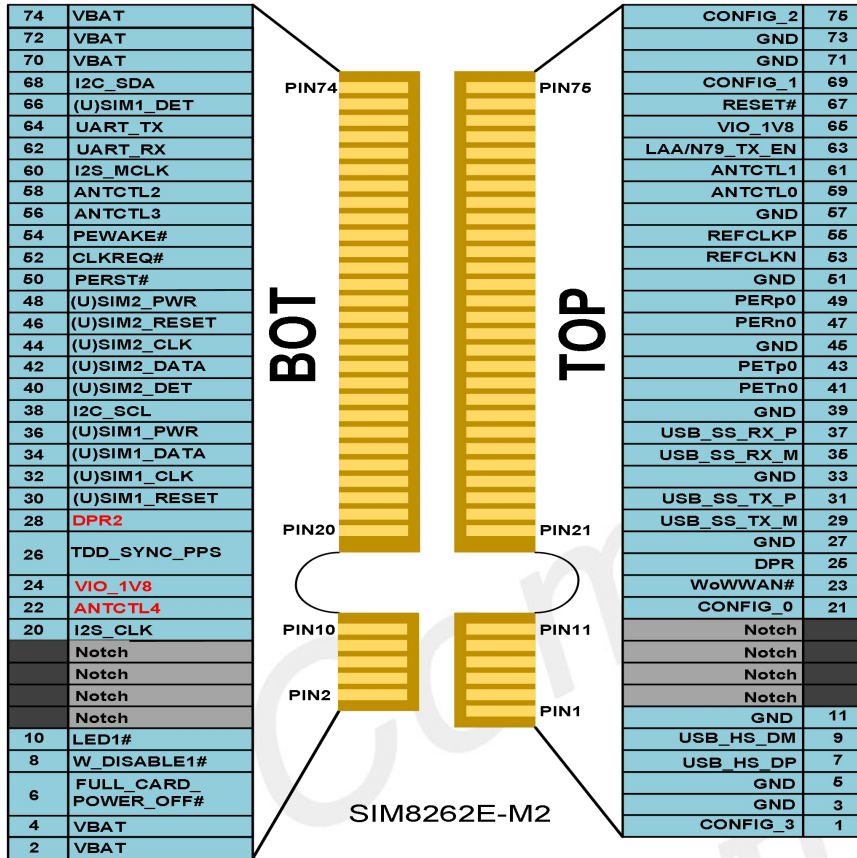 74 VBAT
72 VBAT
70 VBAT
68 I2C_SDA
66 (U)SIM1_DET
64 UART_TX
62 UART_RX
60 I2S_MCLK
58 ANTCTL2
56 ANTCTL3
54 PEWAKE#
52 CLKREQ#
50 PERST#
48 (U)SIM2_PWR
46 (U)SIM2_RESET
44 (U)SIM2_CLK
42 (U)SIM2_DATA
40 (U)SIM2_DET
38 I2C_SCL
36 (U)SIM1_PWR
34 (U)SIM1_DATA
32 (U)SIM1_CLK
30 (U)SIM1_RESET
28 DPR2
26 TDD_SYNC_PPS
24 VIO_1V8
22 ANTCTL4
20 I2S_CLK
Notch
Notch
Notch
Notch
10 LED1#
8 W_DISABLE1#
6 FULL_CARD_
POWER_OFF#
4 VBAT
2 VBAT
PIN74
BOT
PIN20
PIN10
PIN2
PIN75
TOP
PIN21
PIN11
PIN1
SIM8262E-M2
CONFIG_2 75
GND 73
GND 71
CONFIG_1 69
RESET# 67
VIO_1V8 65
LAA/N79_TX_EN 63
ANTCTL1 61
ANTCTL0 59
GND 57
REFCLKP 55
REFCLKN 53
GND 51
PERp0 49
PERn0 47
GND 45
PETp0 43
PETn0 41
GND 39
USB_SS_RX_P 37
USB_SS_RX_M 35
GND 33
USB_SS_TX_P 31
USB_SS_TX_M 29
GND 27
DPR 25
WoWWAN# 23
CONFIG_0 21
Notch
Notch
Notch
Notch
GND 11
USB_HS_DM 9
USB_HS_DP 7
GND 5
GND 3
CONFIG_3 1